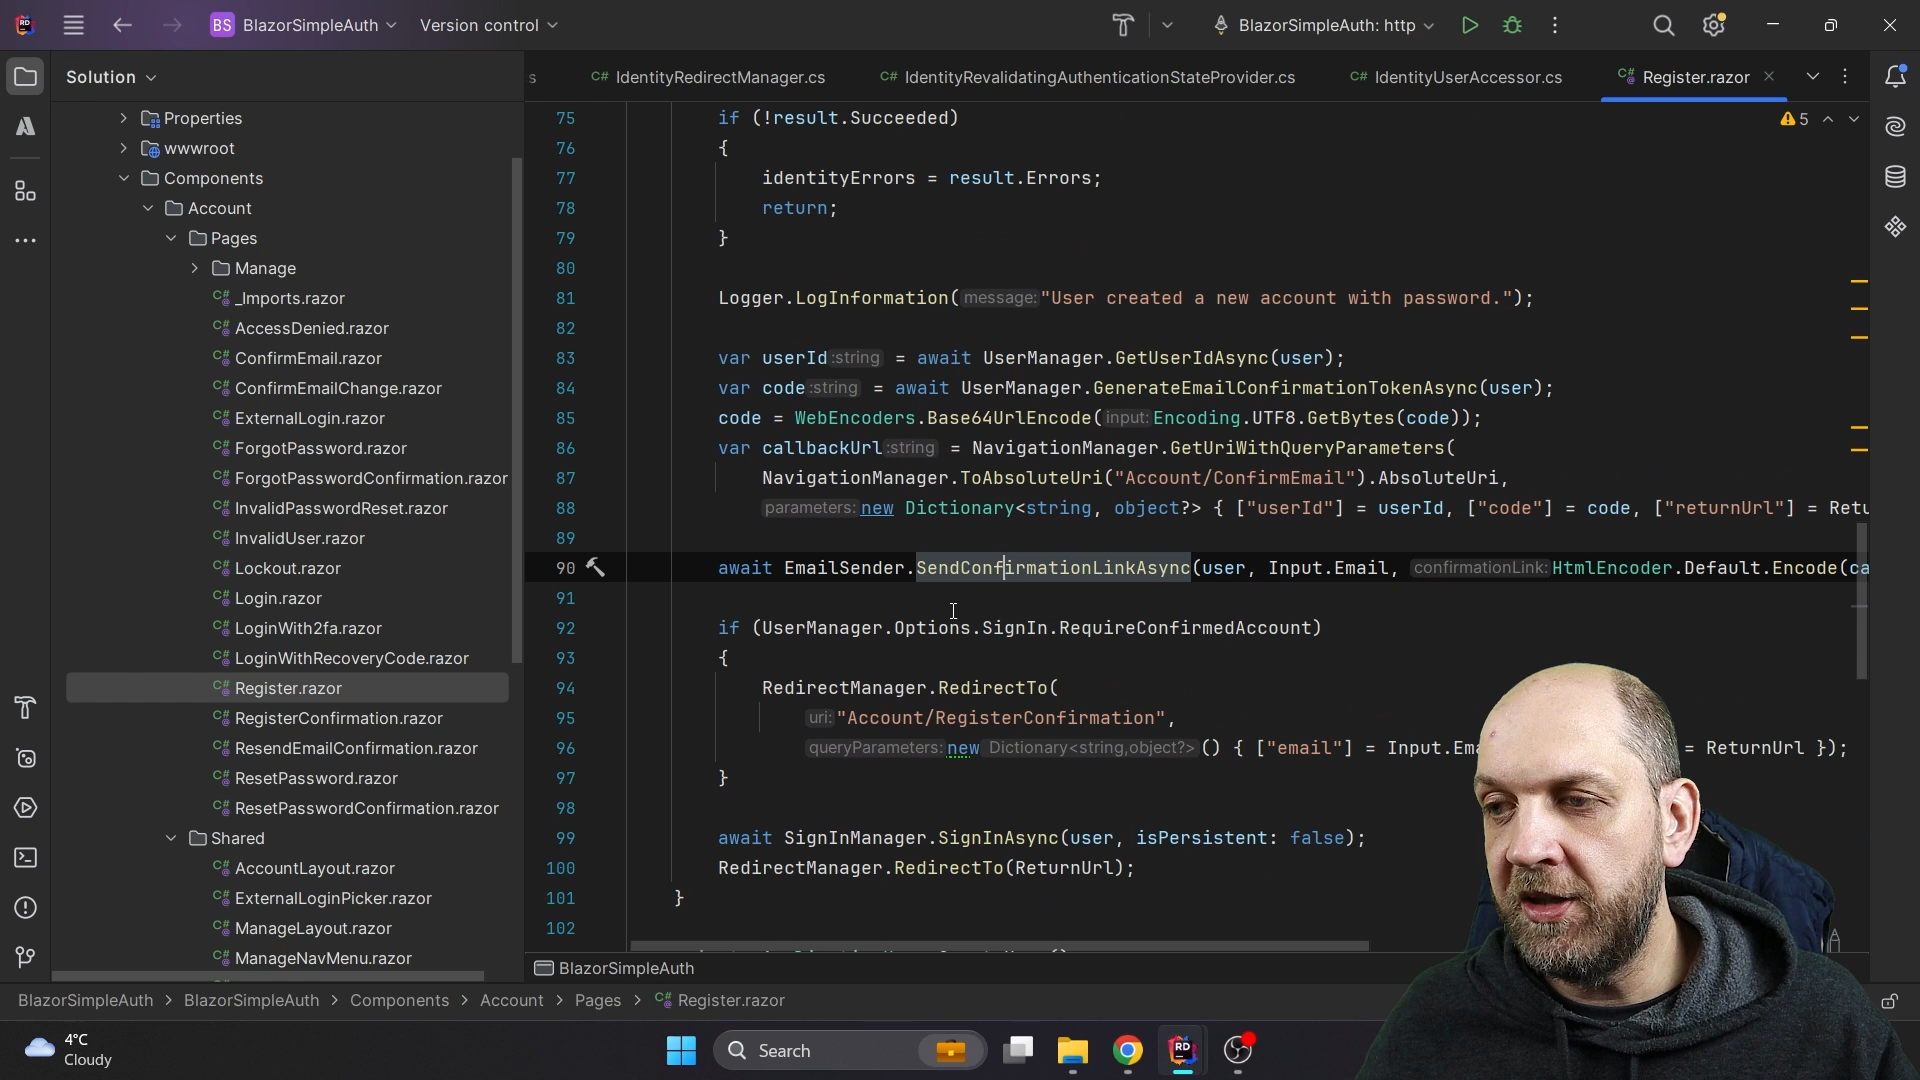 BS BlazorSimpleAuth Version control BlazorSimpleAuth: http
Solution
s IdentityRedirectManager.cs IdentityRevalidatingAuthenticationStateProvider.cs IdentityUserAccessor.cs Register.razor
Properties
wwwroot
Components
Account
Pages
Manage
_Imports.razor
AccessDenied.razor
ConfirmEmail.razor
ConfirmEmailChange.razor
ExternalLogin.razor
ForgotPassword.razor
ForgotPasswordConfirmation.razor
InvalidPasswordReset.razor
InvalidUser.razor
Lockout.razor
Login.razor
LoginWith2fa.razor
LoginWithRecoveryCode.razor
Register.razor
RegisterConfirmation.razor
ResendEmailConfirmation.razor
ResetPassword.razor
ResetPasswordConfirmation.razor
Shared
AccountLayout.razor
ExternalLoginPicker.razor
ManageLayout.razor
ManageNavMenu.razor
5
75 if (!result.Succeeded)
76 {
77 identityErrors = result.Errors;
78 return;
79 }
80
81 Logger.LogInformation( message: "User created a new account with password.");
82
83 var userId :string = await UserManager.GetUserIdAsync(user);
84 var code :string = await UserManager.GenerateEmailConfirmationTokenAsync(user);
85 code = WebEncoders.Base64UrlEncode( input: Encoding.UTF8.GetBytes(code));
86 var callbackUrl :string = NavigationManager.GetUriWithQueryParameters(
87 NavigationManager.ToAbsoluteUri("Account/ConfirmEmail").AbsoluteUri,
88 parameters: new Dictionary<string, object?> { ["userId"] = userId, ["code"] = code, ["returnUrl"] = Retu
89
90 await EmailSender.SendConfirmationLinkAsync(user, Input.Email, confirmationLink: HtmlEncoder.Default.Encode(ca
91
92 if (UserManager.Options.SignIn.RequireConfirmedAccount)
93 {
94 RedirectManager.RedirectTo(
95 uri: "Account/RegisterConfirmation",
96 queryParameters: new Dictionary<string,object?> () { ["email"] = Input.Ema = ReturnUrl });
97 }
98
99 await SignInManager.SignInAsync(user, isPersistent: false);
100 RedirectManager.RedirectTo(ReturnUrl);
101 }
102
BlazorSimpleAuth
BlazorSimpleAuth > BlazorSimpleAuth > Components > Account > Pages > Register.razor
4°C
Cloudy
Search